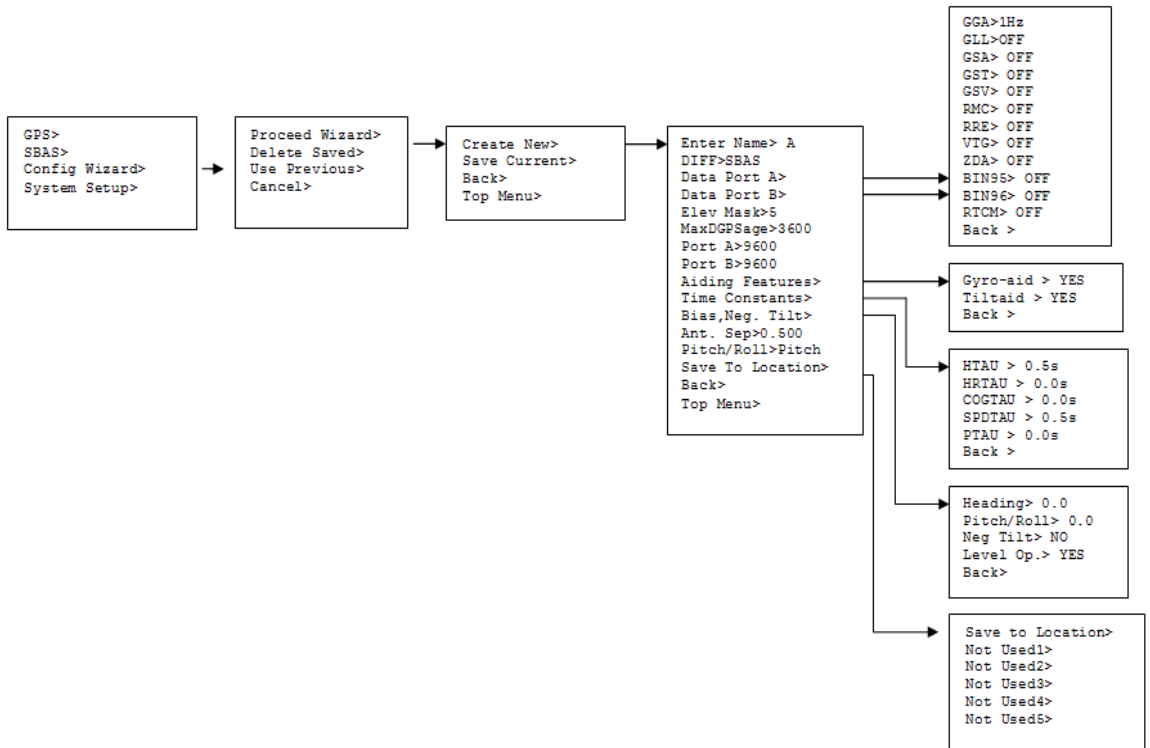 GPS>
SBAS>
Config Wizard>
System Setup>
Proceed Wizard>
Delete Saved>
Use Previous>
Cancel>
Create New>
Save Current>
Back>
Top Menu>
Enter Name> A
DIFF>SBAS
Data Port A>
Data Port B>
Elev Mask>5
MaxDGPSage>3600
Port A>9600
Port B>9600
Aiding Features>
Time Constants>
Bias,Neg. Tilt>
Ant. Sep>0.500
Pitch/Roll>Pitch
Save To Location>
Back>
Top Menu>
GGA>1Hz
GLL>OFF
GSA> OFF
GST> OFF
GSV> OFF
RMC> OFF
RRE> OFF
VTG> OFF
ZDA> OFF
BIN95> OFF
BIN96> OFF
RTCM> OFF
Back >
Gyro-aid > YES
Tiltaid > YES
Back >
HTAU > 0.5s
HRTAU > 0.0s
COGTAU > 0.0s
SPDTAU > 0.5s
PTAU > 0.0s
Back >
Heading> 0.0
Pitch/Roll> 0.0
Neg Tilt> NO
Level Op.> YES
Back>
Save to Location>
Not Used1>
Not Used2>
Not Used3>
Not Used4>
Not Used5>